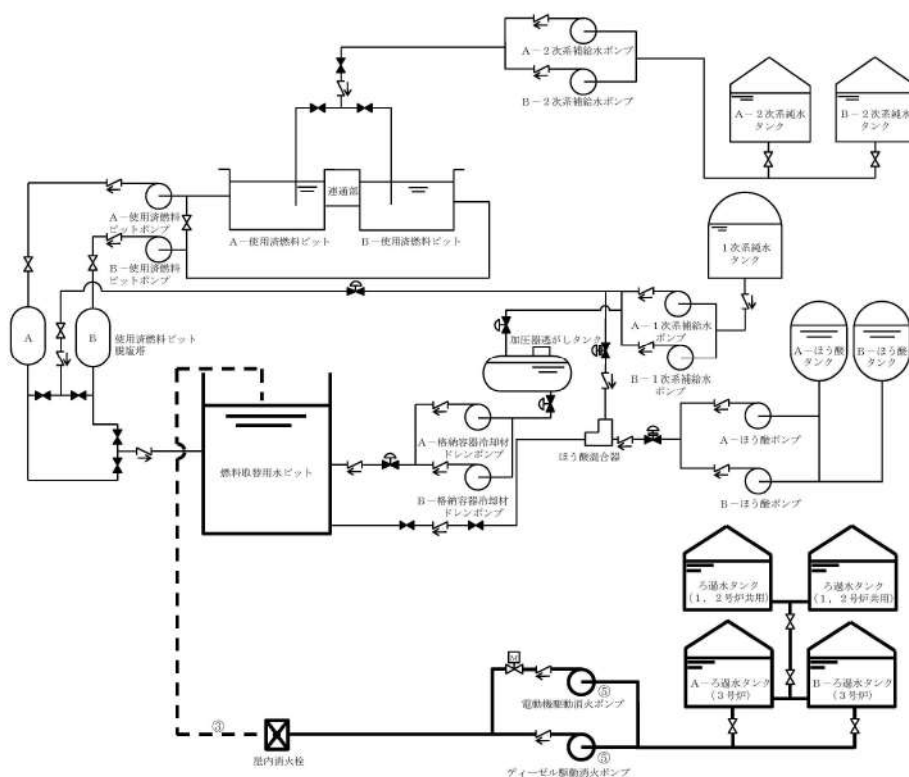 A-2次系補給水ポンプ
B-2次系補給水ポンプ
A-2次系純水
タンク
B-2次系純水
タンク
連通部
A-使用済燃料ピット
B-使用済燃料ピット
A-使用済燃料
ピットポンプ
B-使用済燃料
ピットポンプ
1次系純水
タンク
A
B
使用済燃料ピット
脱塩塔
加圧器逃がしタンク
A-1次系補給水
ポンプ
B-1次系補給水
ポンプ
A-ほう酸
タンク
B-ほう酸
タンク
燃料取替用水ピット
A-格納容器冷却材
ドレンポンプ
B-格納容器冷却材
ドレンポンプ
ほう酸混合器
A-ほう酸ポンプ
B-ほう酸ポンプ
ろ過水タンク
(1,2号炉共用)
ろ過水タンク
(1,2号炉共用)
A-ろ過水タンク
(3号炉)
B-ろ過水タンク
(3号炉)
M
⑤
電動機駆動消火ポンプ
③
屋内消火栓
⑤
ディーゼル駆動消火ポンプ